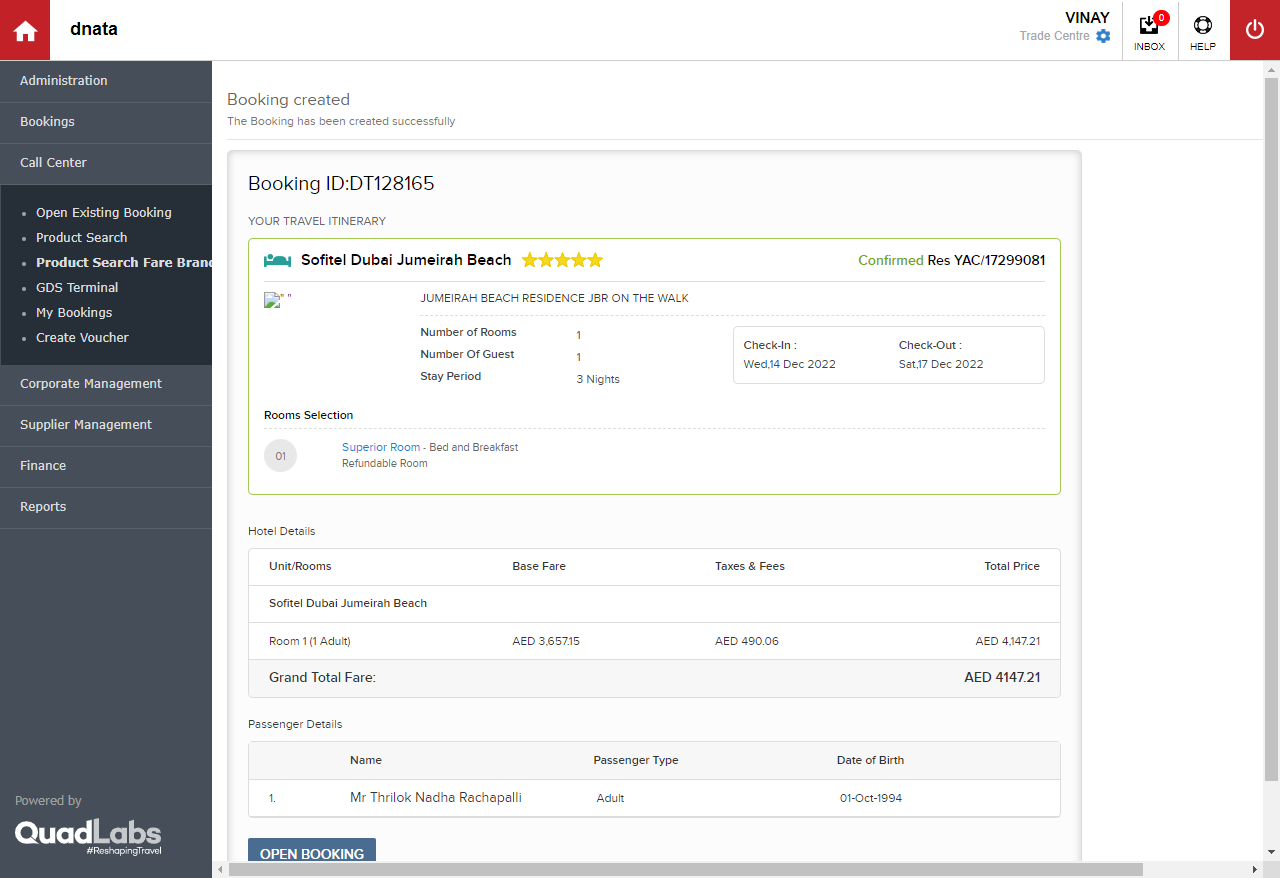 dnata
VINAY
Trade Centre
0
INBOX
HELP
Administration
Bookings
Call Center
Open Existing Booking
Product Search
Product Search Fare Brand
GDS Terminal
My Bookings
Create Voucher
Corporate Management
Supplier Management
Finance
Reports
Powered by
QuadLabs
#ReshapingTravel
Booking created
The Booking has been created successfully
Booking ID:DT128165
YOUR TRAVEL ITINERARY
Sofitel Dubai Jumeirah Beach
Confirmed Res YAC/17299081
" "
JUMEIRAH BEACH RESIDENCE JBR ON THE WALK
Number of Rooms 1
Number Of Guest 1
Stay Period 3 Nights
Check-In : Check-Out :
Wed,14 Dec 2022 Sat,17 Dec 2022
Rooms Selection
01
Superior Room - Bed and Breakfast
Refundable Room
Hotel Details
Unit/Rooms Base Fare Taxes & Fees Total Price
Sofitel Dubai Jumeirah Beach
Room 1 (1 Adult) AED 3,657.15 AED 490.06 AED 4,147.21
Grand Total Fare: AED 4147.21
Passenger Details
Name Passenger Type Date of Birth
1. Mr Thrilok Nadha Rachapalli Adult 01-Oct-1994
OPEN BOOKING